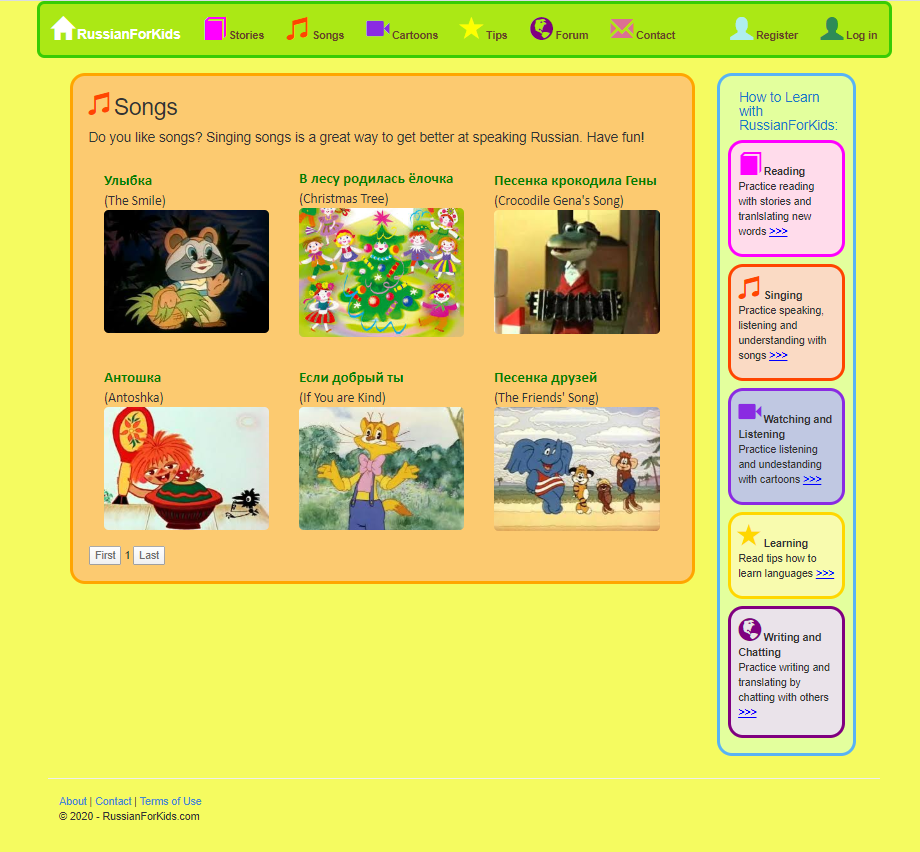 RussianForKids Stories Songs Cartoons Tips Forum Contact Register Log in
Songs
Do you like songs? Singing songs is a great way to get better at speaking Russian. Have fun!
Улыбка
(The Smile)
В лесу родилась ёлочка
(Christmas Tree)
Песенка крокодила Гены
(Crocodile Gena's Song)
Антошка
(Antoshka)
Если добрый ты
(If You are Kind)
Песенка друзей
(The Friends' Song)
First 1 Last
How to Learn
with
RussianForKids:
Reading
Practice reading
with stories and
tranlslating new
words >>>
Singing
Practice speaking,
listening and
understanding with
songs >>>
Watching and
Listening
Practice listening
and undestanding
with cartoons >>>
Learning
Read tips how to
learn languages >>>
Writing and
Chatting
Practice writing and
translating by
chatting with others
>>>
About | Contact | Terms of Use
© 2020 - RussianForKids.com